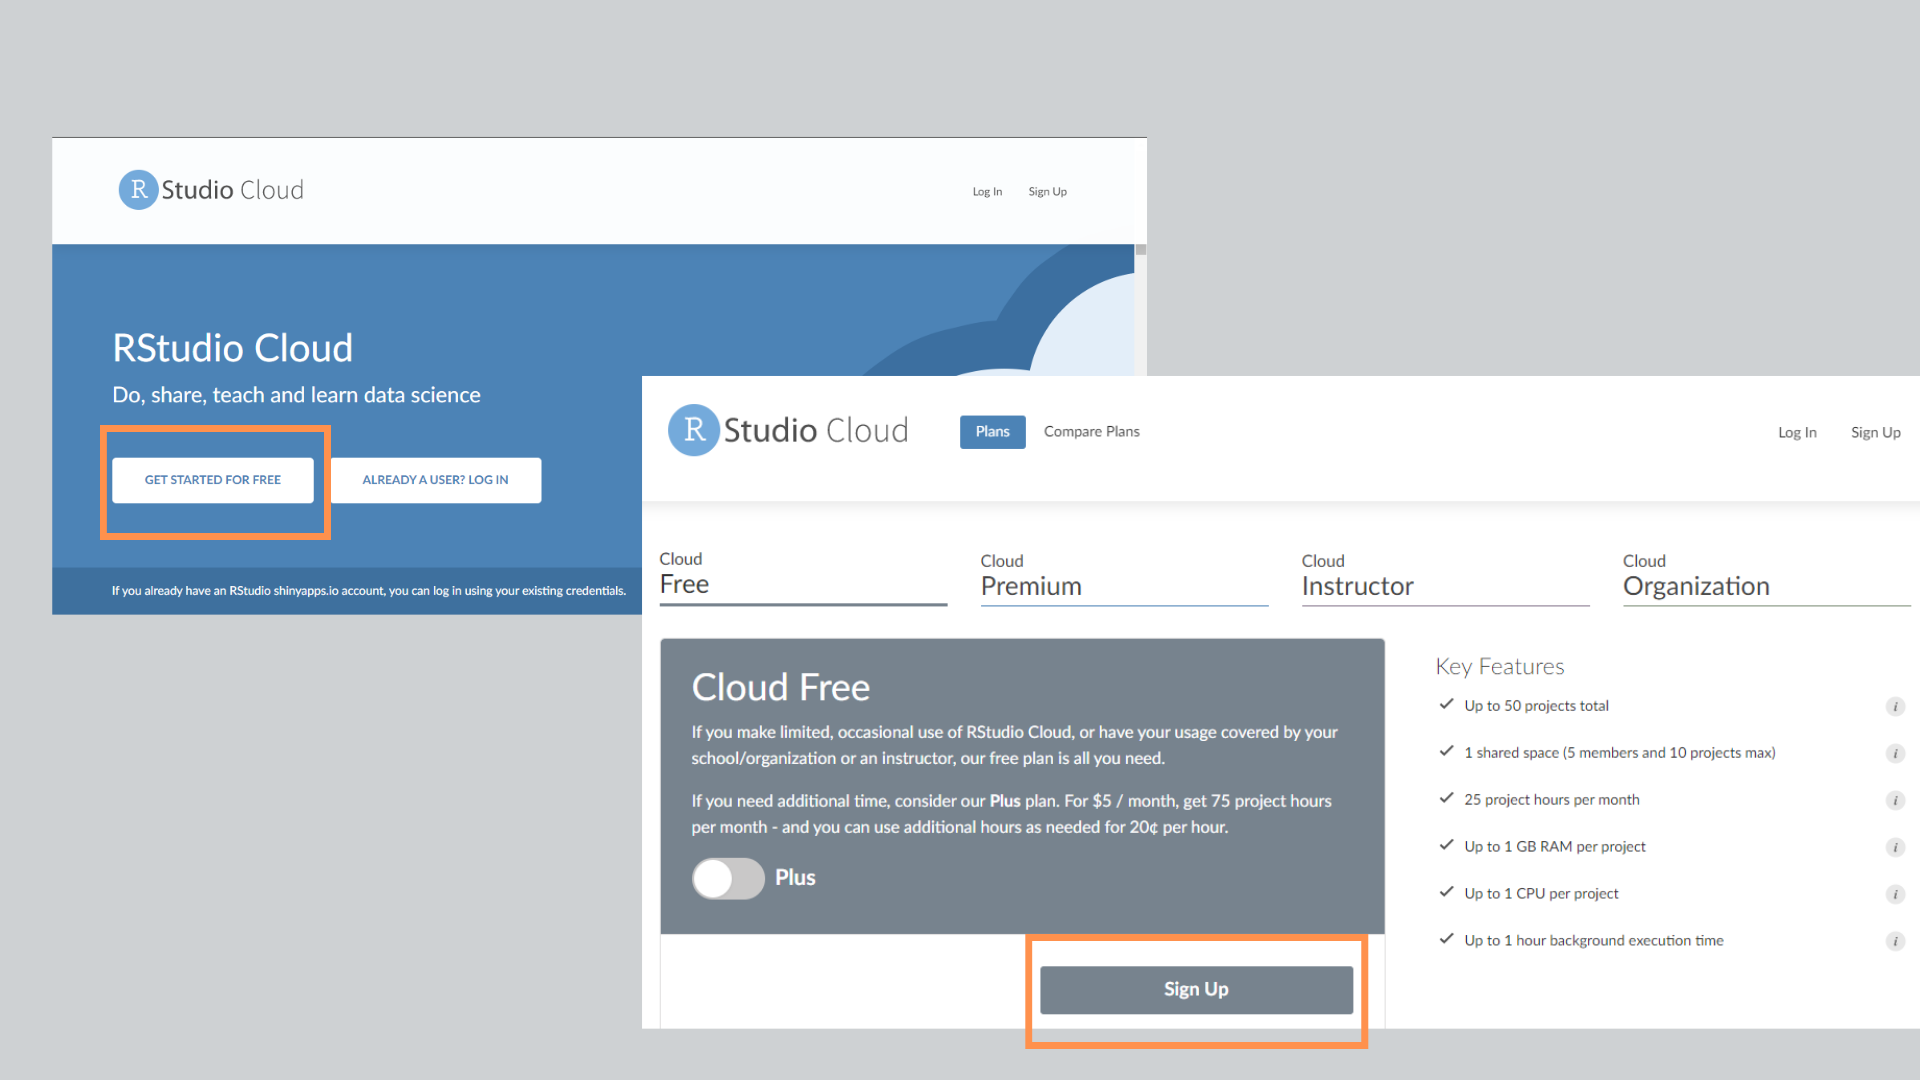 R Studio Cloud
Log In
Sign Up
RStudio Cloud
Do, share, teach and learn data science
GET STARTED FOR FREE
ALREADY A USER? LOG IN
If you already have an RStudio shinyapps.io account, you can log in using your existing credentials.
R Studio Cloud
Plans
Compare Plans
Log In
Sign Up
Cloud
Free
Cloud
Premium
Cloud
Instructor
Cloud
Organization
Cloud Free
If you make limited, occasional use of RStudio Cloud, or have your usage covered by your
school/organization or an instructor, our free plan is all you need.
If you need additional time, consider our Plus plan. For $5 / month, get 75 project hours
per month - and you can use additional hours as needed for 20¢ per hour.
Plus
Sign Up
Key Features
Up to 50 projects total
i
1 shared space (5 members and 10 projects max)
i
25 project hours per month
i
Up to 1 GB RAM per project
i
Up to 1 CPU per project
i
Up to 1 hour background execution time
i